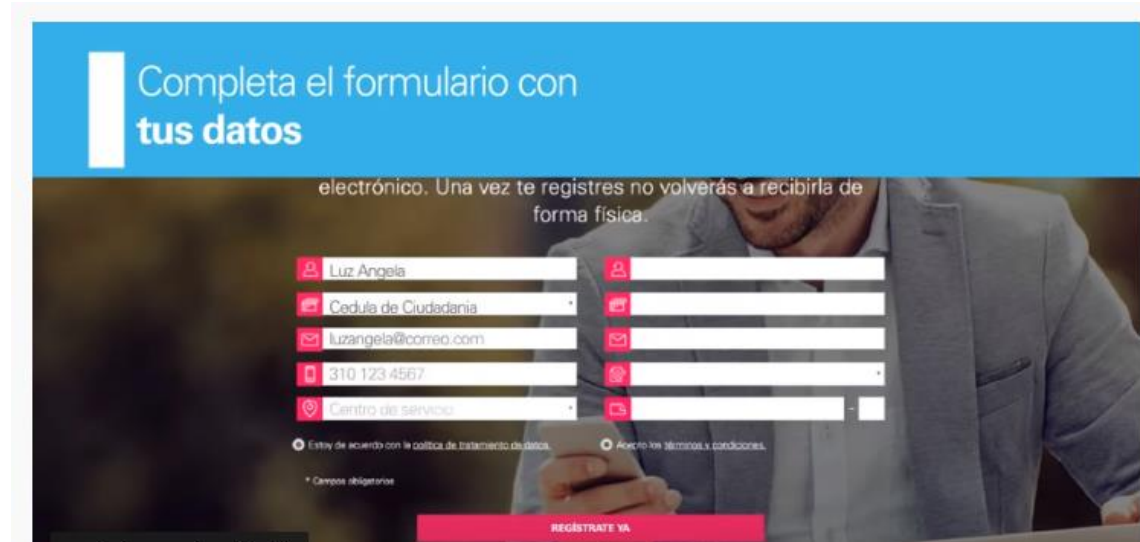 Completa el formulario con
tus datos
electrónico. Una vez te registres no volverás a recibirla de
forma física.
Luz Angela
Cedula de Ciudadania
luzangela@correo.com
310 123 4567
Centro de servicio
-
Estoy de acuerdo con la política de tratamiento de datos.
Acepto los términos y condiciones.
* Campos obligatorios
REGÍSTRATE YA